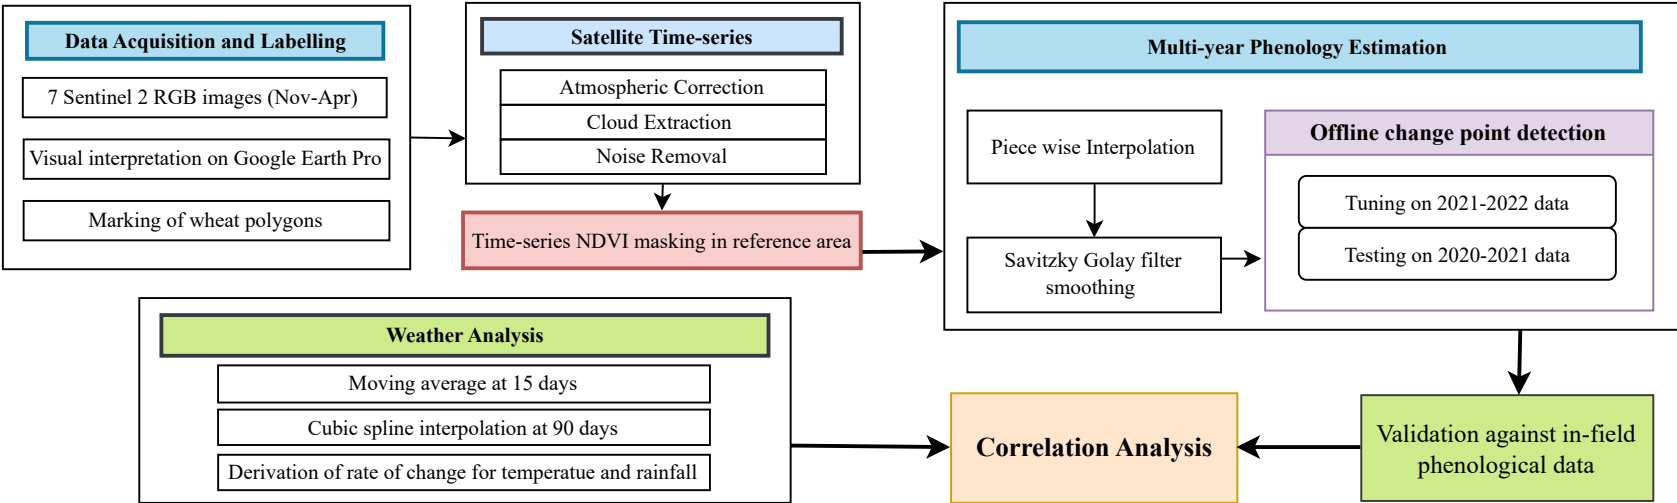 Data Acquisition and Labelling
7 Sentinel 2 RGB images (Nov-Apr)
Visual interpretation on Google Earth Pro
Marking of wheat polygons
Satellite Time-series
Atmospheric Correction
Cloud Extraction
Noise Removal
Time-series NDVI masking in reference area
Multi-year Phenology Estimation
Piece wise Interpolation
Savitzky Golay filter
smoothing
Offline change point detection
Tuning on 2021-2022 data
Testing on 2020-2021 data
Weather Analysis
Moving average at 15 days
Cubic spline interpolation at 90 days
Derivation of rate of change for temperatue and rainfall
Correlation Analysis
Validation against in-field
phenological data